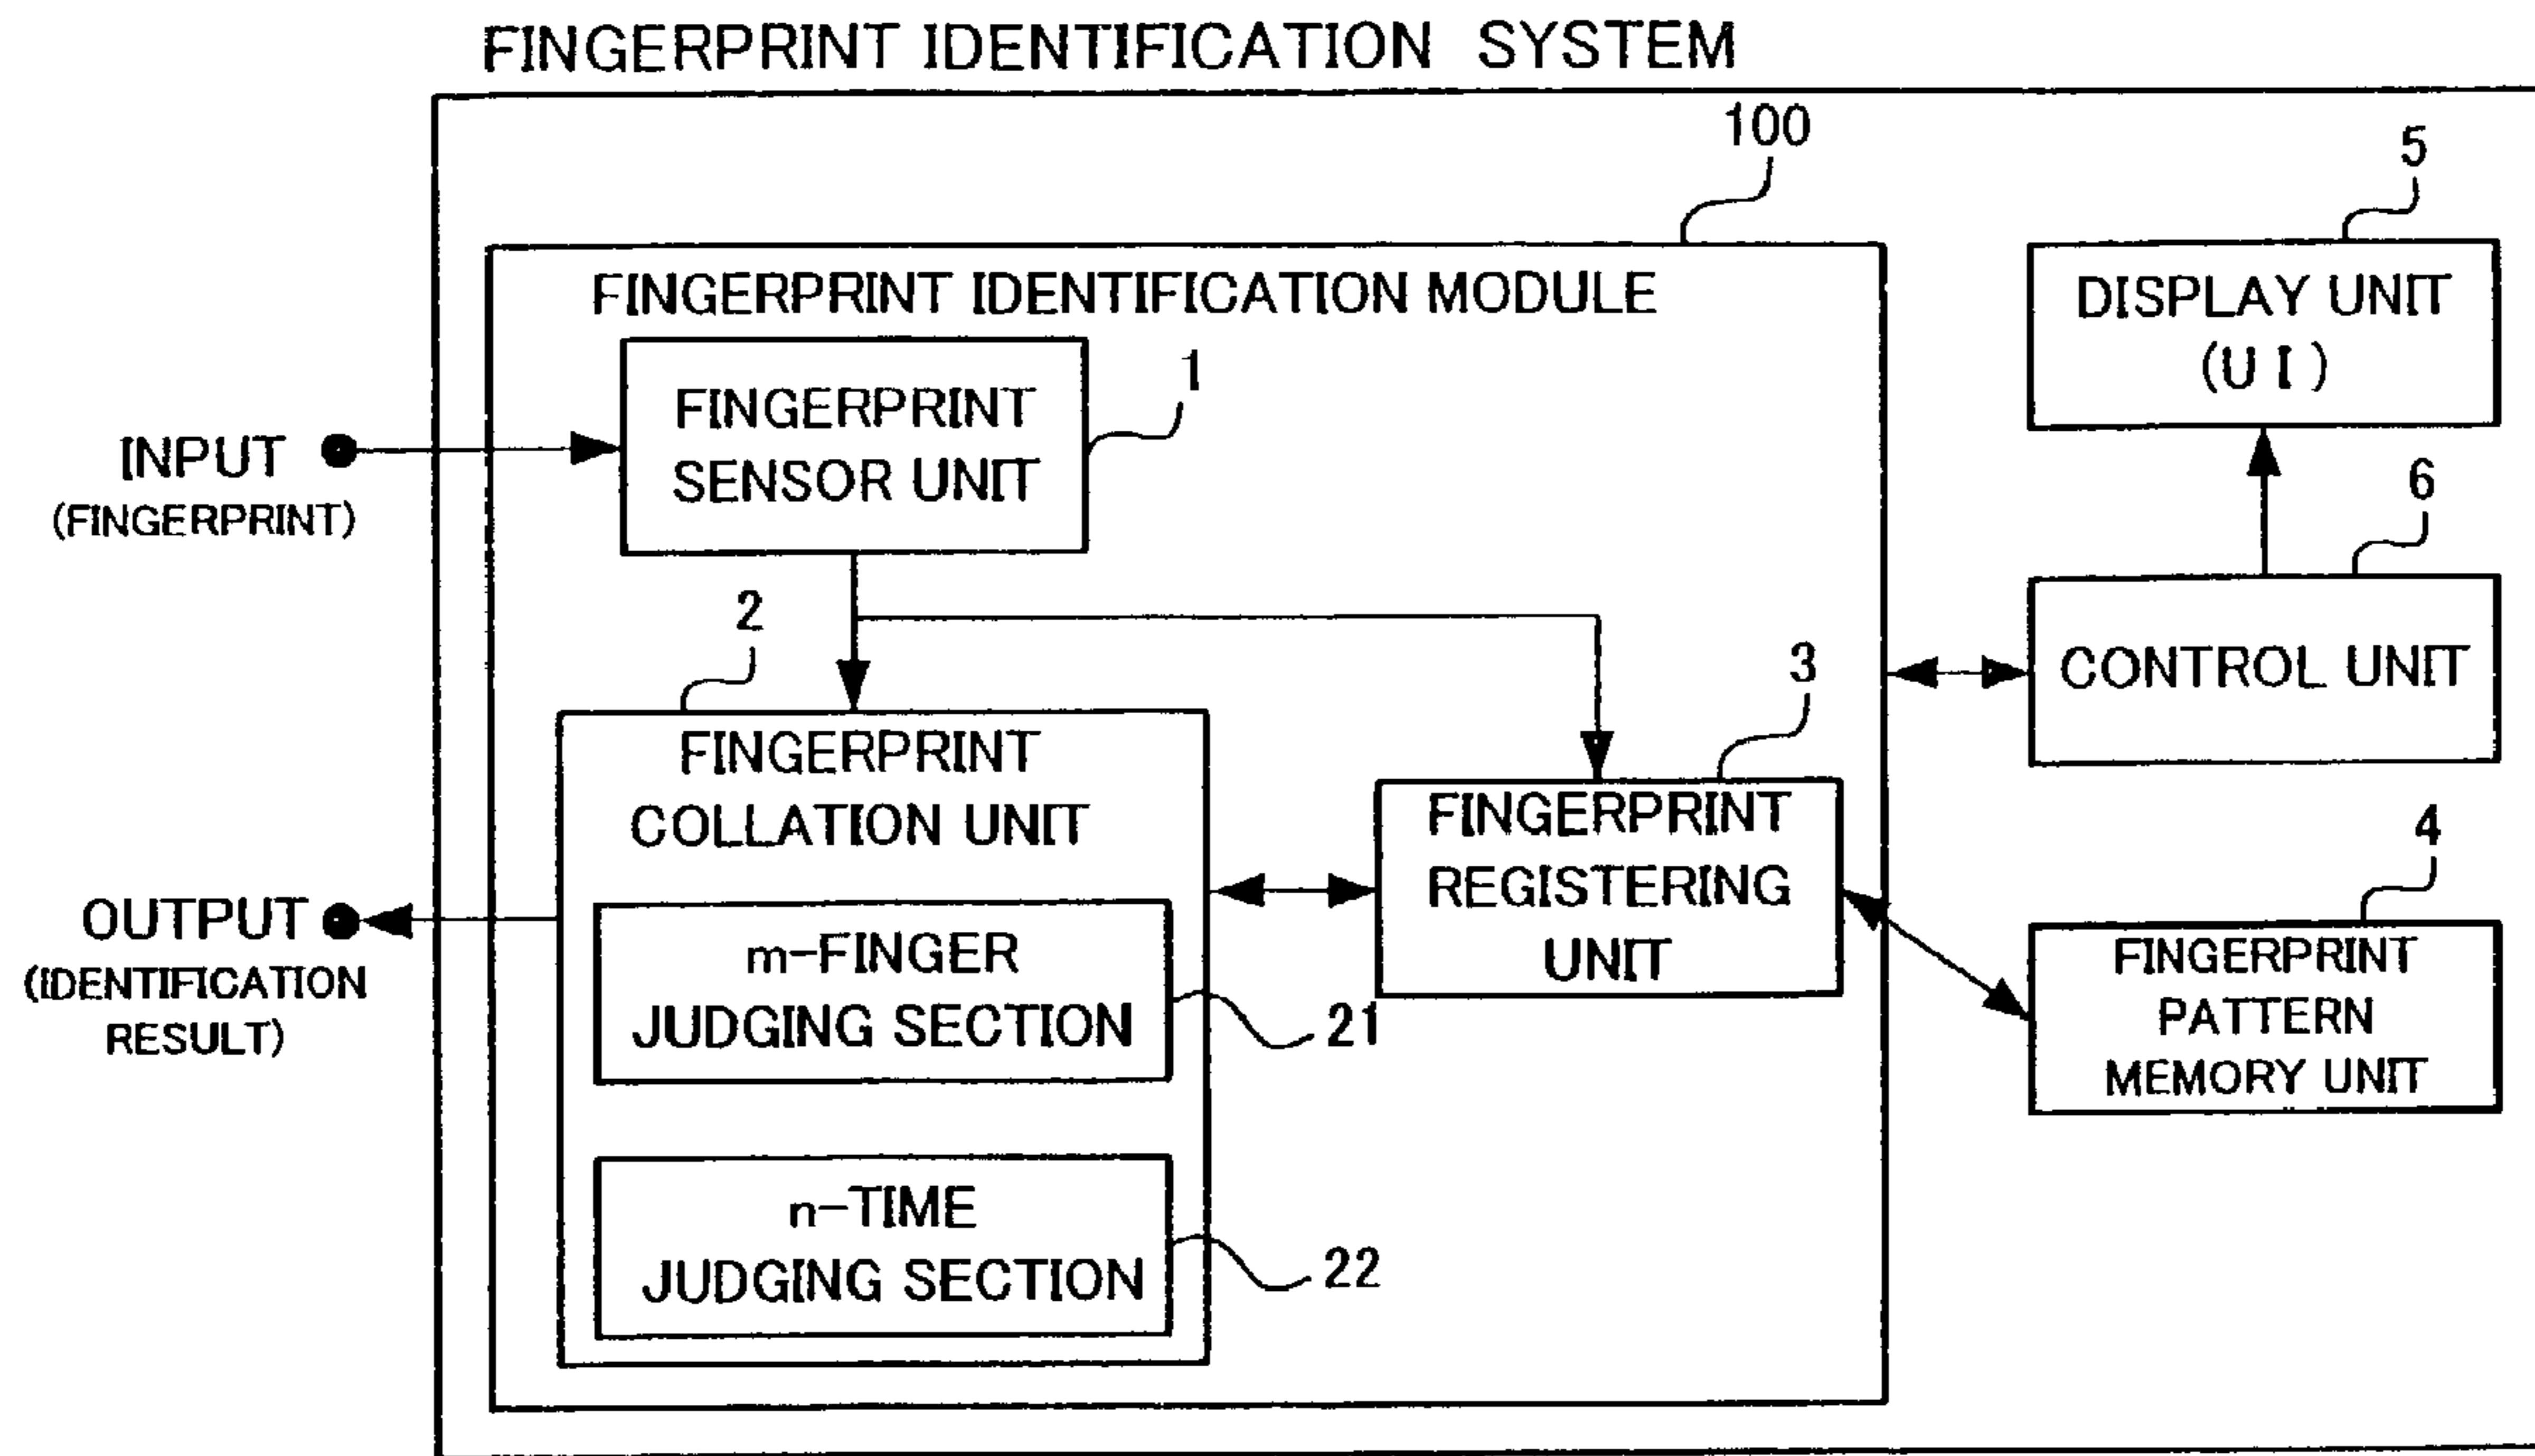 FINGERPRINT IDENTIFICATION SYSTEM
100
5
FINGERPRINT IDENTIFICATION MODULE
DISPLAY UNIT
(UI)
1
FINGERPRINT
SENSOR UNIT
INPUT
(FINGERPRINT)
6
CONTROL UNIT
2
3
FINGERPRINT
COLLATION UNIT
FINGERPRINT
REGISTERING
UNIT
4
FINGERPRINT
PATTERN
MEMORY UNIT
OUTPUT
(IDENTIFICATION
RESULT)
m-FINGER
JUDGING SECTION
21
n-TIME
JUDGING SECTION
22